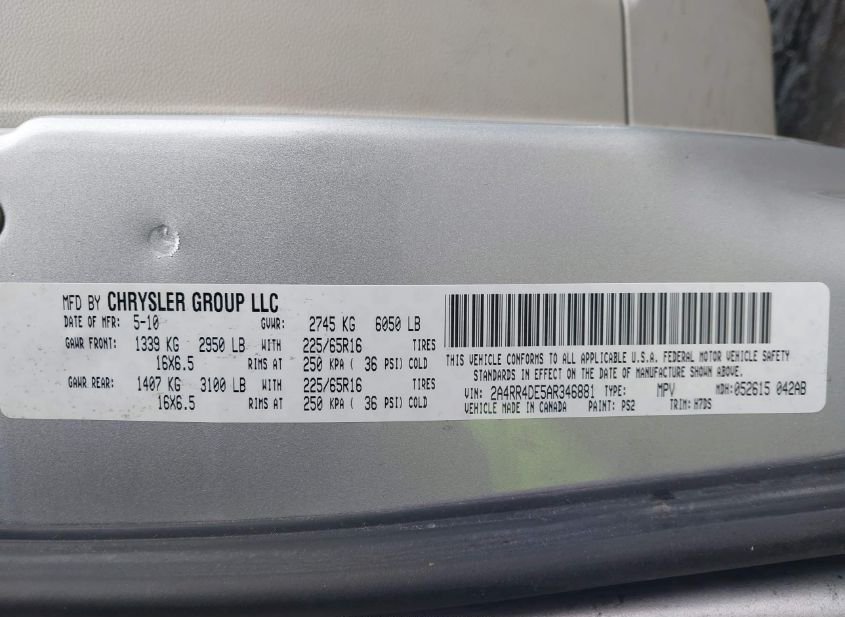 MFD BY CHRYSLER GROUP LLC
DATE OF MFR: 5-10 GVWR: 2745 KG 6050 LB
GAWR FRONT: 1339 KG 2950 LB WITH 225/65R16 TIRES
16X6.5 RIMS AT 250 KPA ( 36 PSI) COLD
GAWR REAR: 1407 KG 3100 LB WITH 225/65R16 TIRES
16X6.5 RIMS AT 250 KPA ( 36 PSI) COLD
THIS VEHICLE CONFORMS TO ALL APPLICABLE U.S.A. FEDERAL MOTOR VEHICLE SAFETY
STANDARDS IN EFFECT ON THE DATE OF MANUFACTURE SHOWN ABOVE.
VIN: 2A4RR4DE5AR346881 TYPE: MPV MDH:052615 042AB
VEHICLE MADE IN CANADA PAINT: PS2 TRIM: H7DS